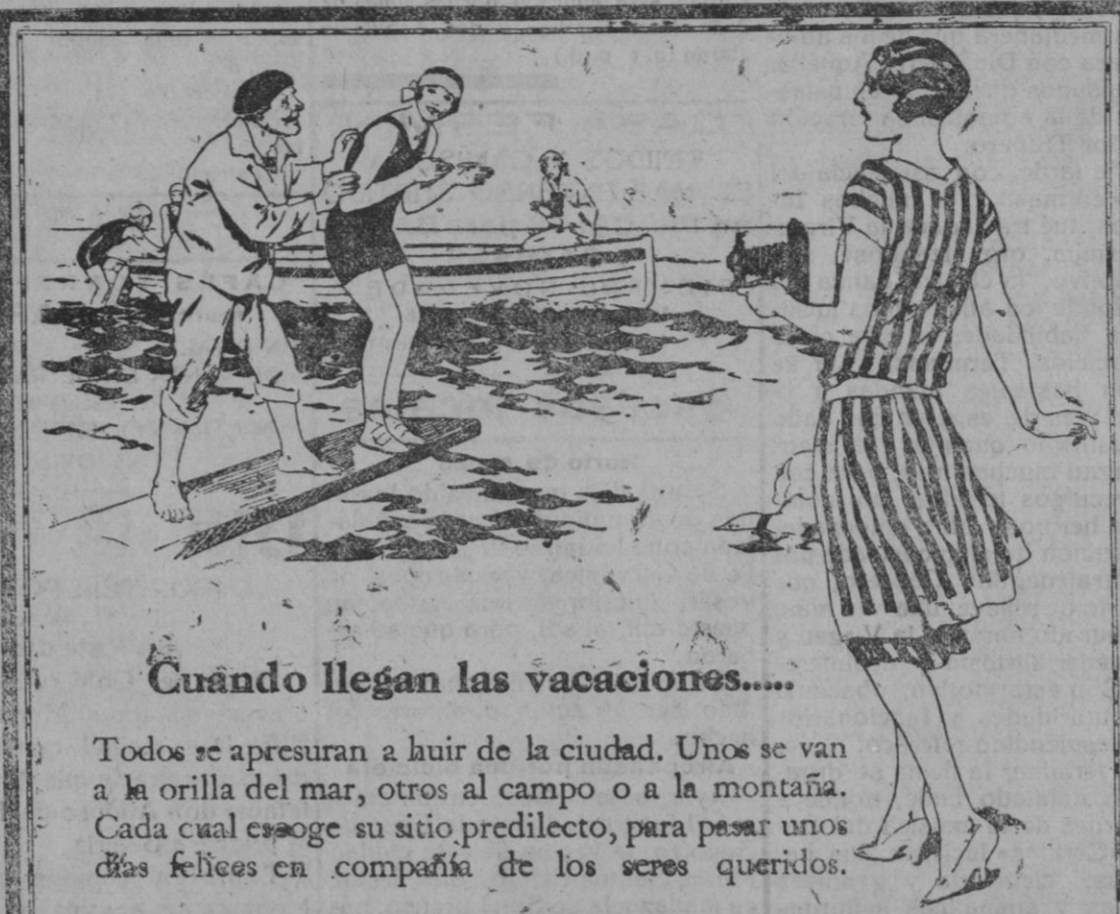 Cuando llegan las vacaciones.....
Todos se apresuran a huir de la ciudad. Unos se van
a la orilla del mar, otros al campo o a la montaña.
Cada cual escoge su sitio predilecto, para pasar unos
días felices en compañía de los seres queridos.